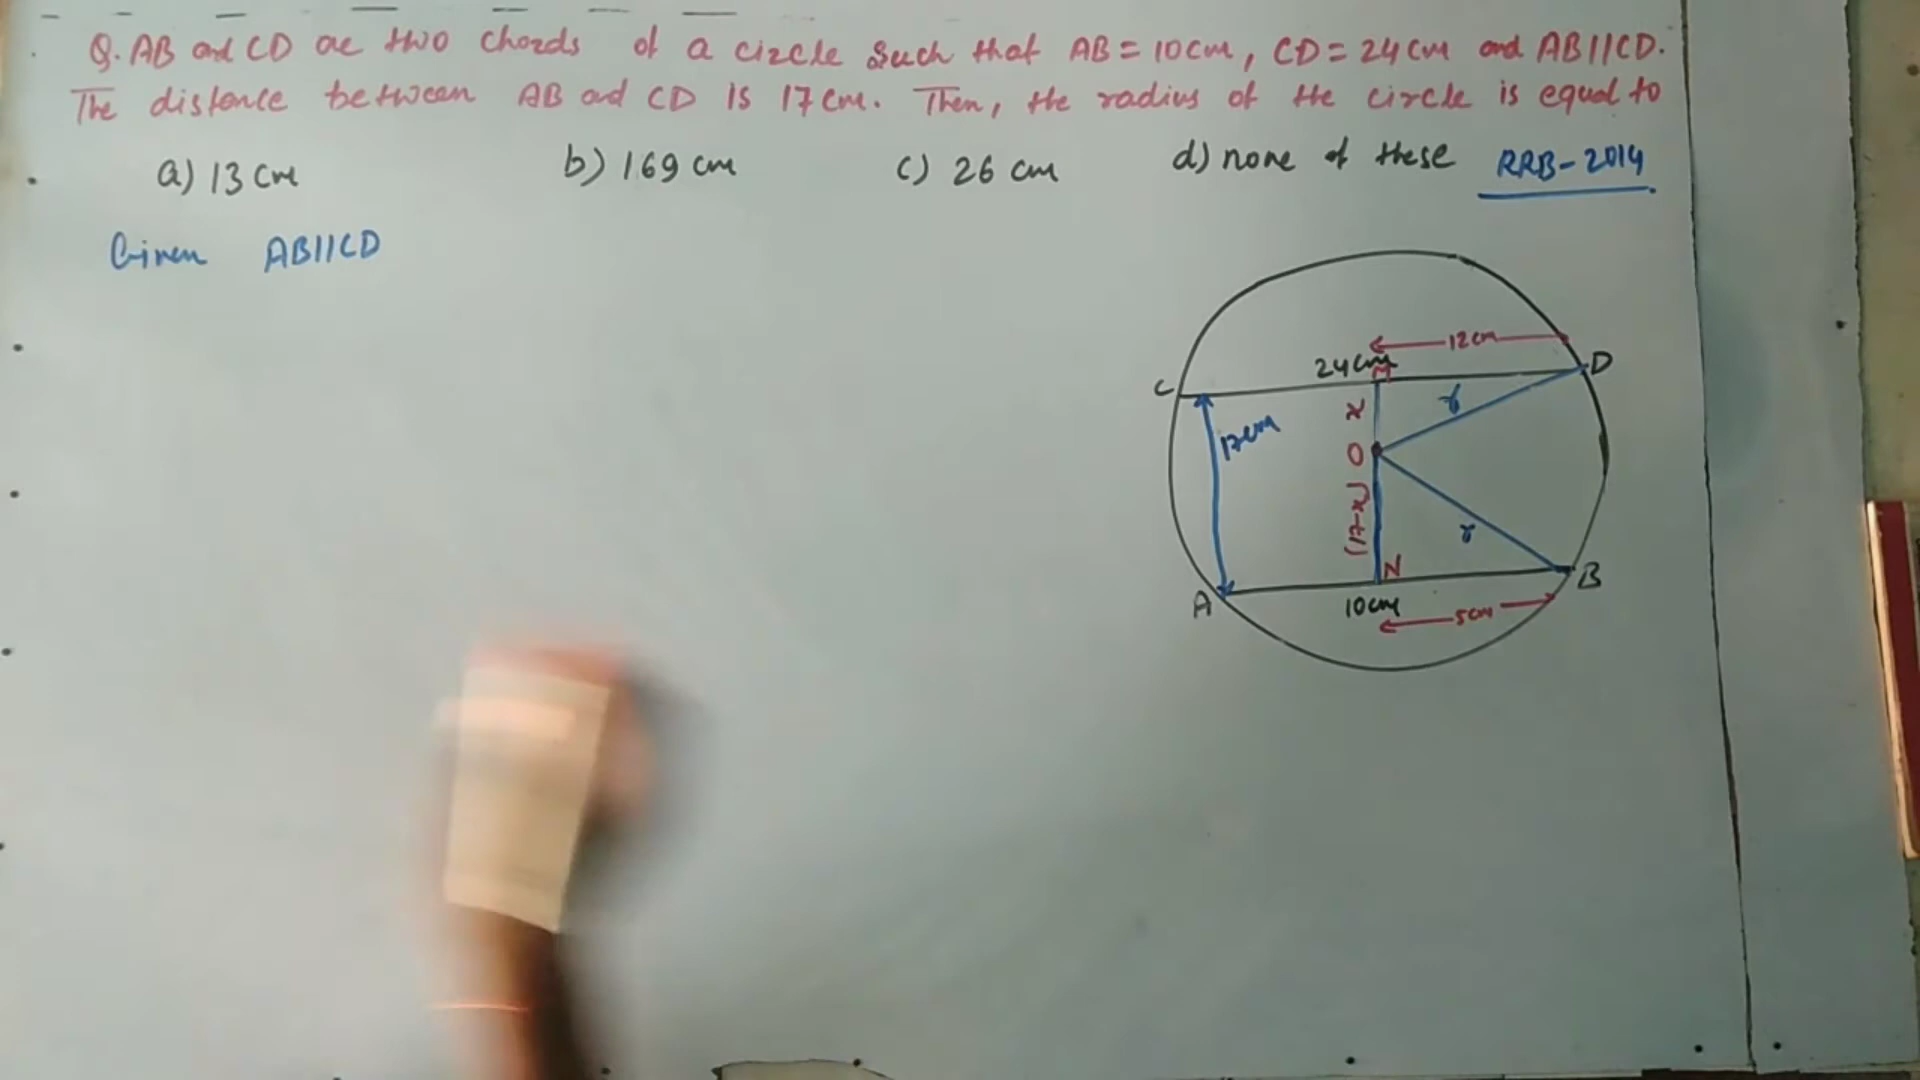 Q. AB and CD are two chords of a circle such that AB = 10cm, CD = 24cm and AB||CD.
The distance between AB and CD is 17cm. Then, the radius of the circle is equal to
a) 13 cm b) 169 cm c) 26 cm d) none of these RRB-2014
Given AB||CD
12cm
24cm M D
C x r
17cm
O
(17-x) r
N B
A 10cm 5cm